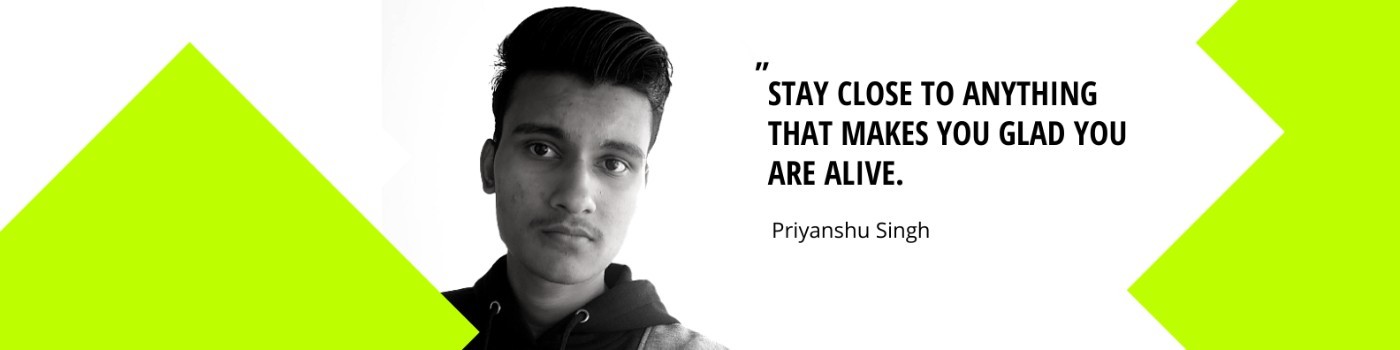 ”
STAY CLOSE TO ANYTHING
THAT MAKES YOU GLAD YOU
ARE ALIVE.
Priyanshu Singh